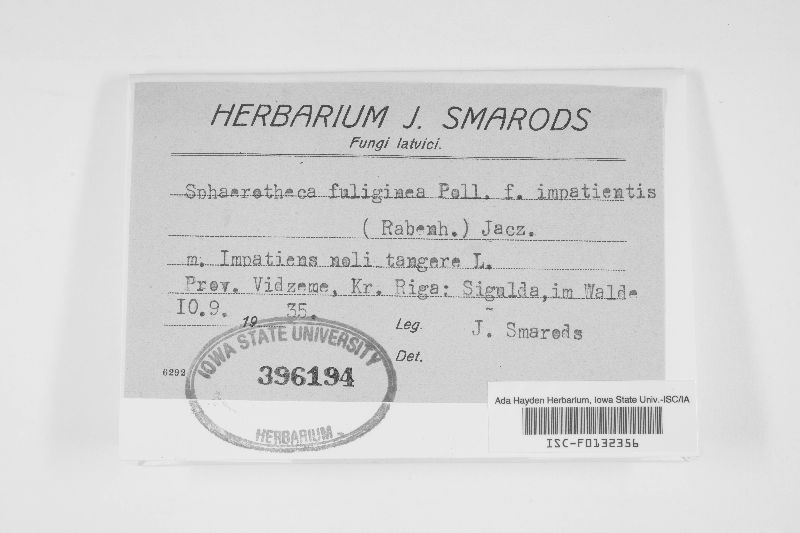 HERBARIUM J. SMARODS
Fungi latvici.
Sphaerotheca fuliginea Poll. f. impatientis
(Rabenh.) Jacz.
m. Impatiens noli tangere L.
Prov. Vidzeme, Kr. Riga: Sigulda, im Walde
IO.9. 19 35.
Leg. J. Smarods
Det.
6292
IOWA STATE UNIVERSITY
396194
HERBARIUM
Ada Hayden Herbarium, Iowa State Univ.-ISC/IA
ISC-F0132356